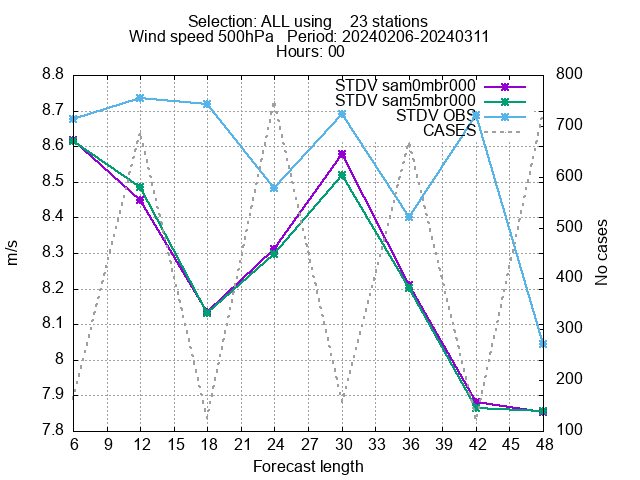 Selection: ALL using 23 stations
Wind speed 500hPa Period: 20240206-20240311
Hours: 00
STDV sam0mbr000
STDV sam5mbr000
STDV OBS
CASES
8.8
8.7
8.6
8.5
8.4
8.3
8.2
8.1
8
7.9
7.8
m/s
800
700
600
500
400
300
200
100
No cases
6 9 12 15 18 21 24 27 30 33 36 39 42 45 48
Forecast length